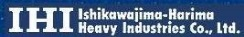 IHI Ishikawajima-Harima
Heavy Industries Co., Ltd.